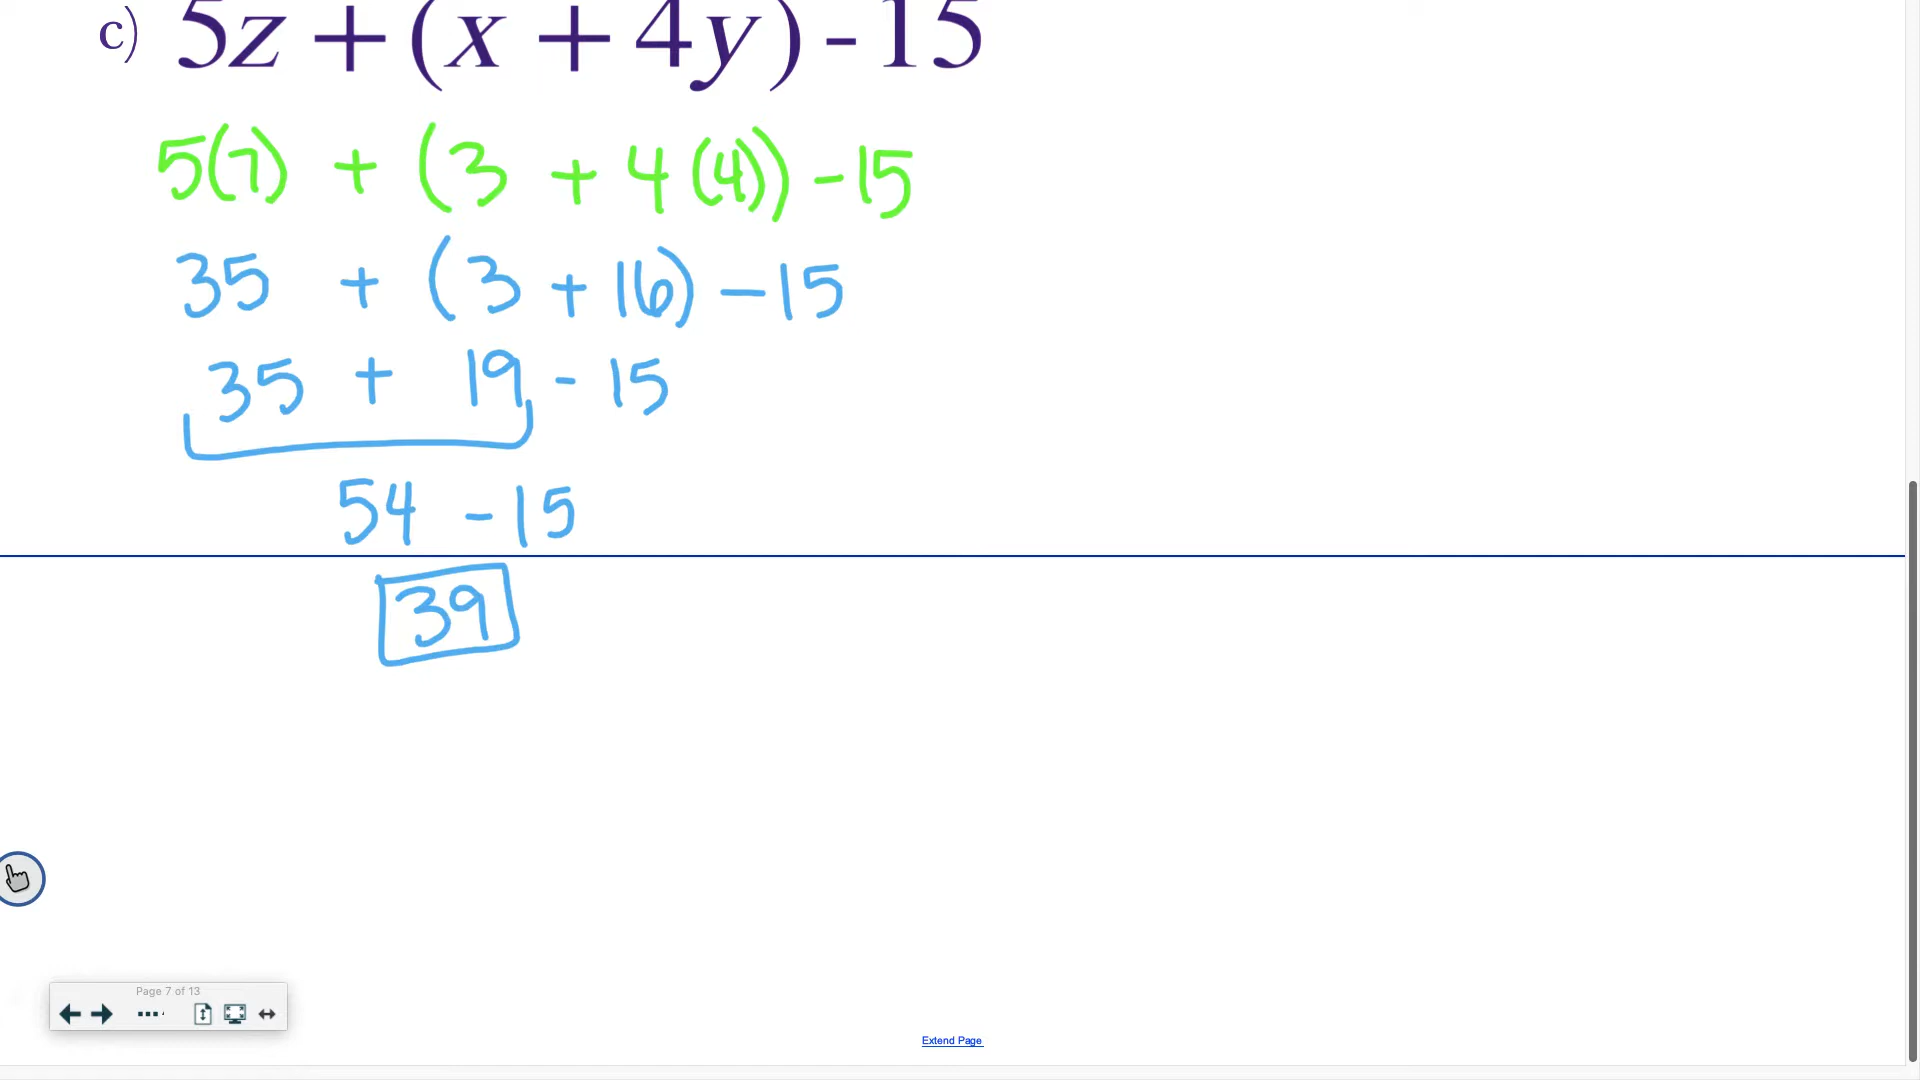 c) 5z + (x + 4y) - 15
5(7) + (3 + 4(4)) - 15
35 + (3 + 16) - 15
35 + 19 - 15
54 - 15
39
Page 7 of 13
Extend Page